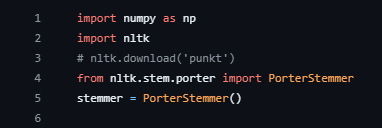 1 import numpy as np
2 import nltk
3 # nltk.download('punkt')
4 from nltk.stem.porter import PorterStemmer
5 stemmer = PorterStemmer()
6